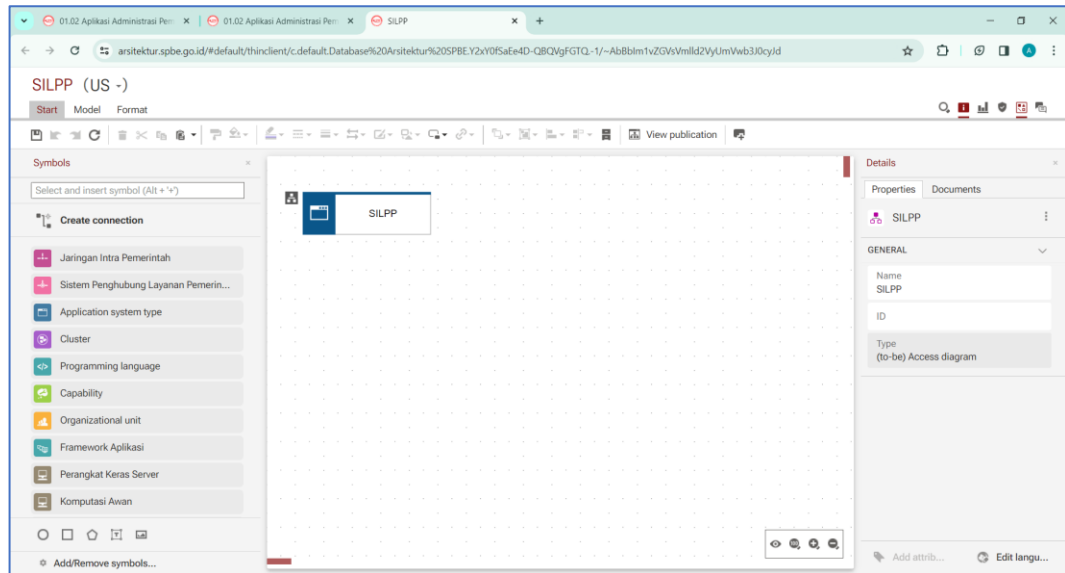 01.02 Aplikasi Administrasi Pem
01.02 Aplikasi Administrasi Pem
SILPP
arsitektur.spbe.go.id/#default/thinclient/c.default.Database%20Arsitektur%20SPBE.Y2xY0fSaEe4D-QBQVgFGTQ.-1/~AbBbIm1vZGVsVmlld2VyUmVwb3J0cyJd
A
SILPP (US -)
Start Model Format
View publication
Symbols
Select and insert symbol (Alt + '+')
Create connection
Jaringan Intra Pemerintah
Sistem Penghubung Layanan Pemerin...
Application system type
Cluster
Programming language
Capability
Organizational unit
Framework Aplikasi
Perangkat Keras Server
Komputasi Awan
Add/Remove symbols...
SILPP
Details
Properties Documents
SILPP
GENERAL
Name
SILPP
ID
Type
(to-be) Access diagram
Add attrib... Edit langu...